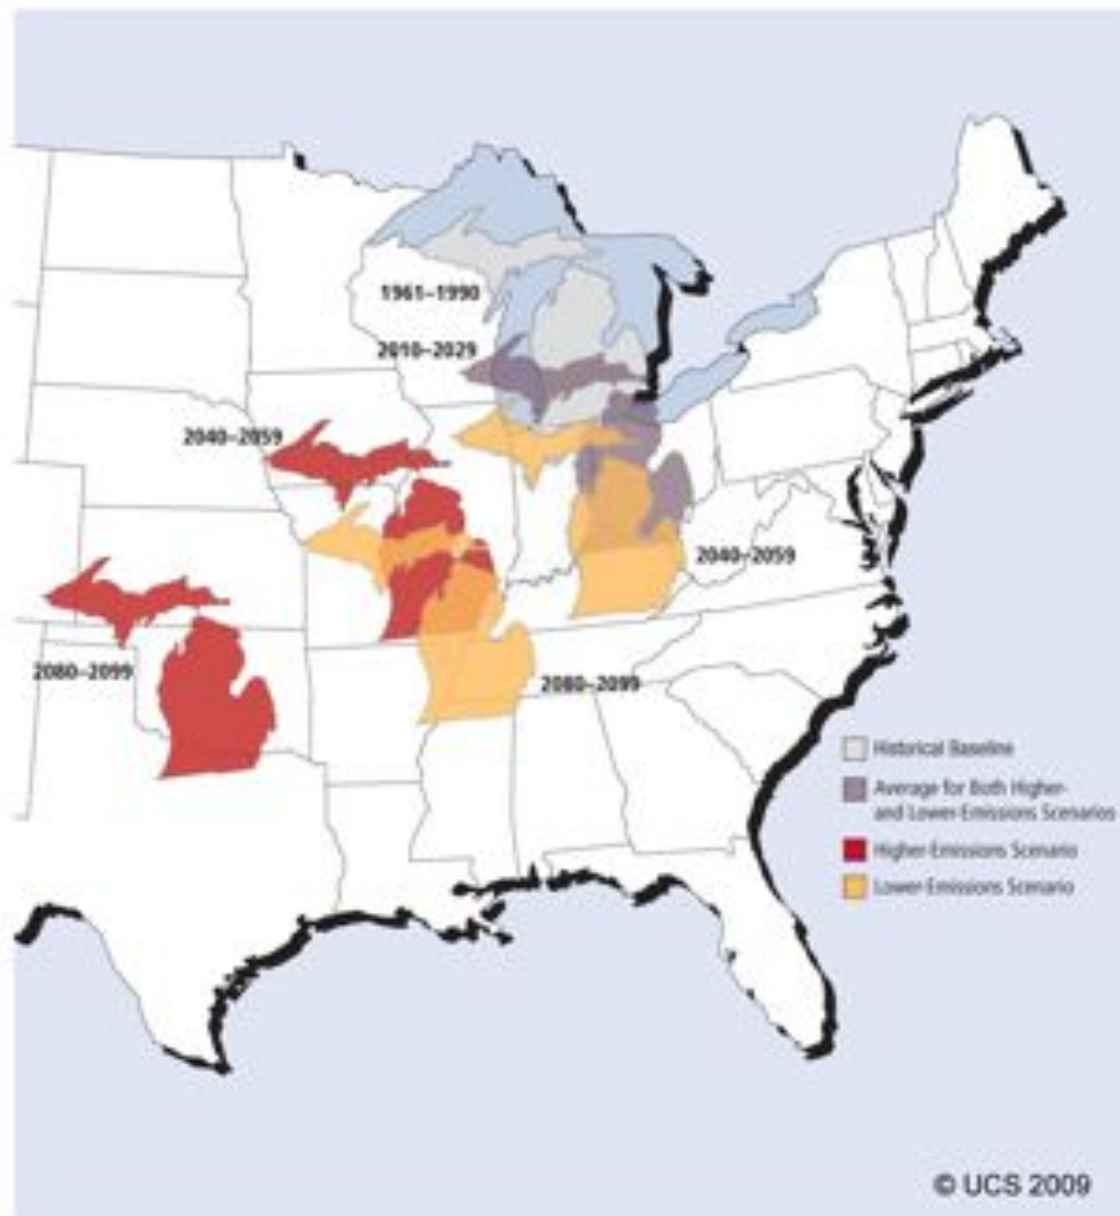 1961–1990
2010–2029
2040–2059
2040–2059
2080–2099
2080–2099
Historical Baseline
Average for Both Higher-
and Lower-Emissions Scenarios
Higher-Emissions Scenario
Lower-Emissions Scenario
© UCS 2009